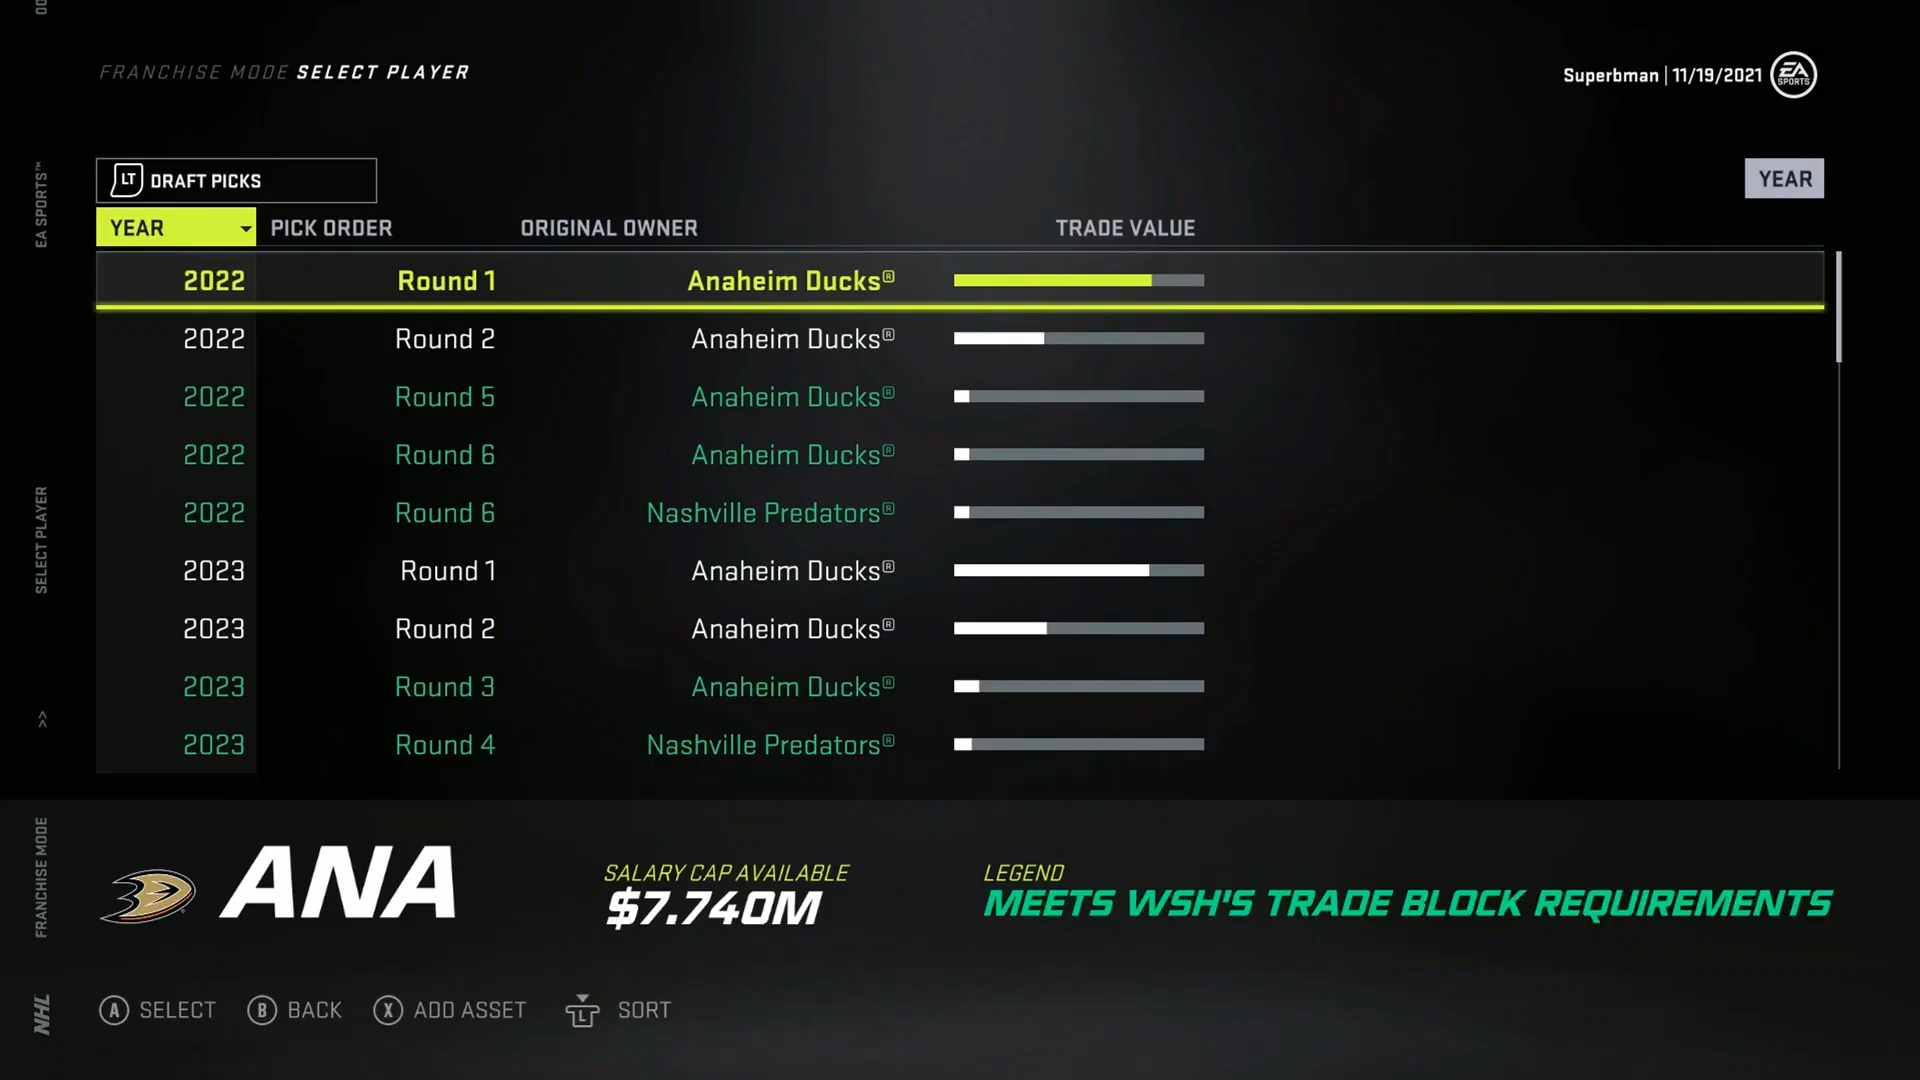 FRANCHISE MODE SELECT PLAYER
Superbman | 11/19/2021
EA SPORTS
LT DRAFT PICKS
YEAR
YEAR PICK ORDER ORIGINAL OWNER TRADE VALUE
2022 Round 1 Anaheim Ducks®
2022 Round 2 Anaheim Ducks®
2022 Round 5 Anaheim Ducks®
2022 Round 6 Anaheim Ducks®
2022 Round 6 Nashville Predators®
2023 Round 1 Anaheim Ducks®
2023 Round 2 Anaheim Ducks®
2023 Round 3 Anaheim Ducks®
2023 Round 4 Nashville Predators®
EA SPORTS™
SELECT PLAYER
>>
FRANCHISE MODE
NHL
ANA
SALARY CAP AVAILABLE
$7.740M
LEGEND
MEETS WSH'S TRADE BLOCK REQUIREMENTS
A SELECT B BACK X ADD ASSET L SORT